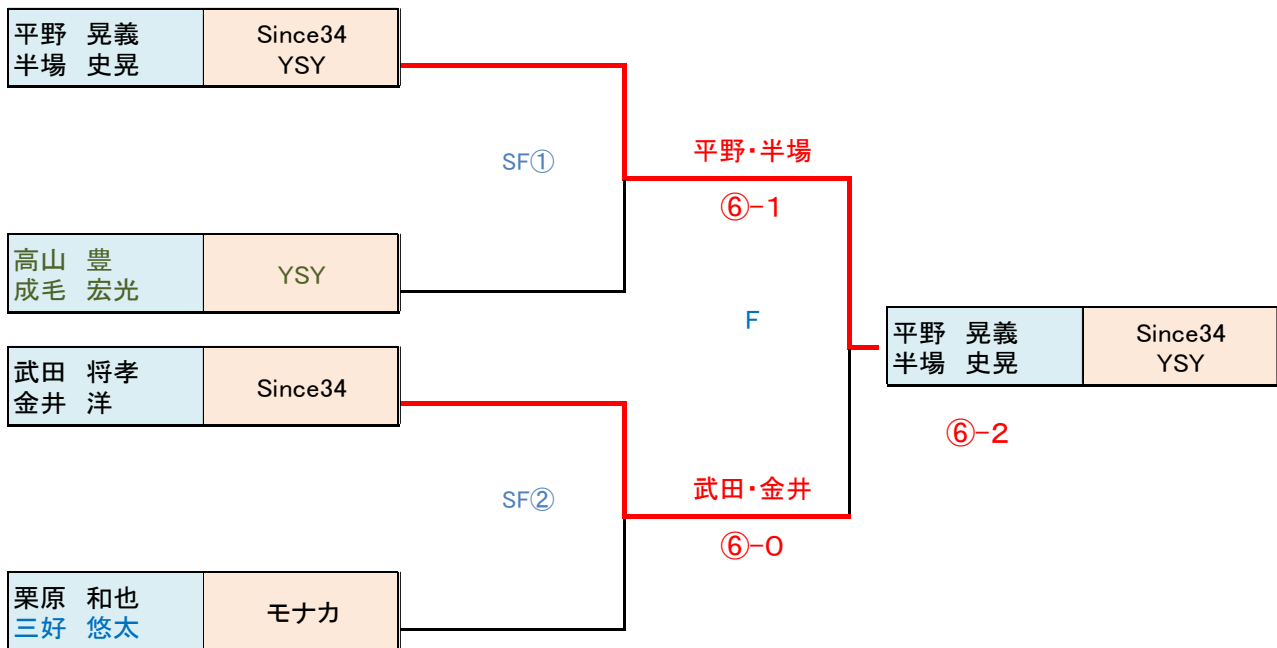 平野 晃義 Since34
半場 史晃 YSY
SF①
平野・半場
⑥-1
高山 豊
成毛 宏光
YSY
F
平野 晃義 Since34
半場 史晃 YSY
⑥-2
武田 将孝
金井 洋
Since34
SF②
武田・金井
⑥-0
栗原 和也
三好 悠太
モナカ